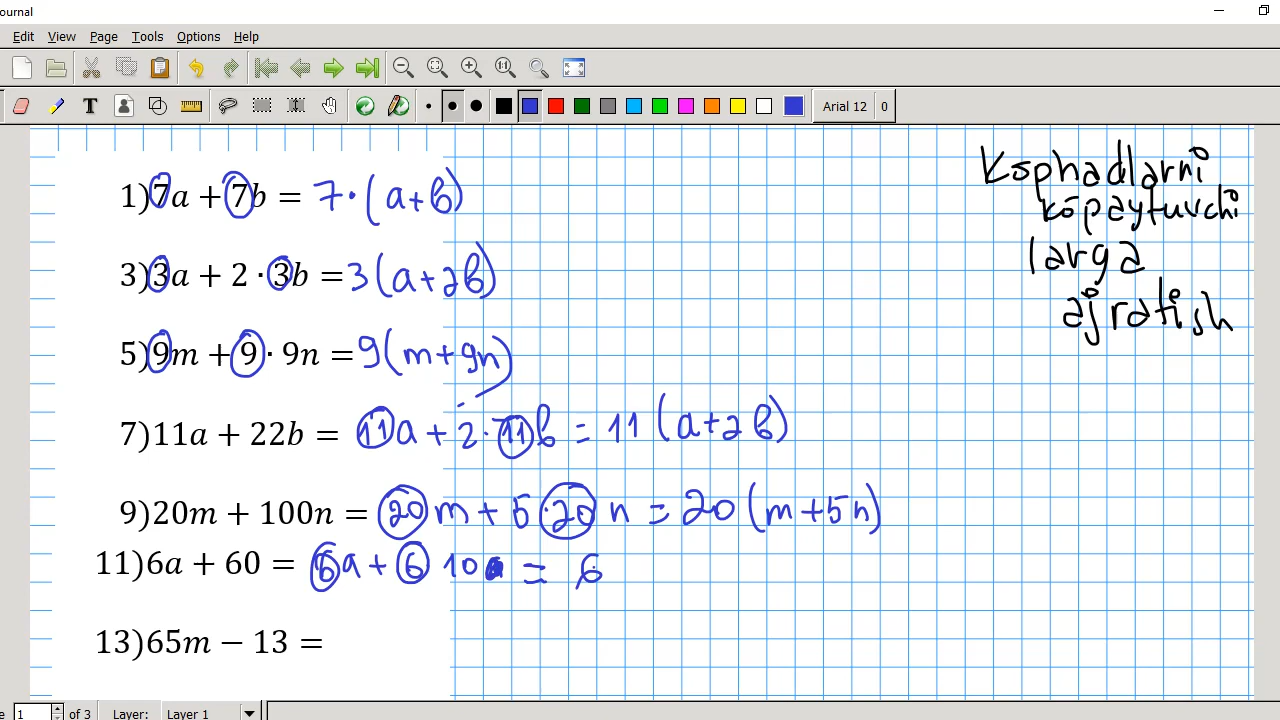 ournal
Edit View Page Tools Options Help
T Arial 12 0
1)7a + 7b = 7·(a+b)
3)3a + 2 · 3b = 3(a+2b)
5)9m + 9 · 9n = 9(m+9n)
7)11a + 22b = 11a + 2·11b = 11(a+2b)
9)20m + 100n = 20m + 5·20n = 20(m+5n)
11)6a + 60 = 6a + 6 10 = 6
13)65m − 13 =
Ko'phadlarni
ko'paytuvchi
larga
ajratish
e 1 of 3 Layer: Layer 1